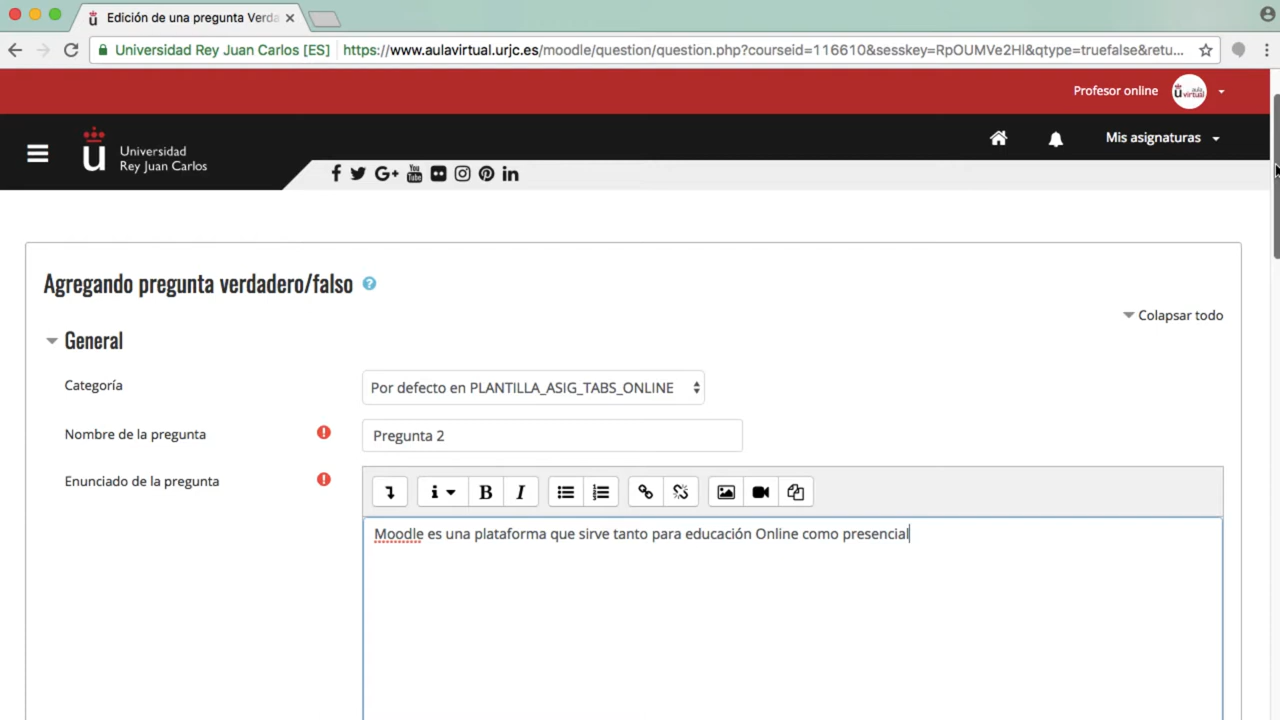 Edición de una pregunta Verda
Universidad Rey Juan Carlos [ES]
https://www.aulavirtual.urjc.es/moodle/question/question.php?courseid=116610&sesskey=RpOUMVe2Hl&qtype=truefalse&retu...
Profesor online
aula virtual
Universidad
Rey Juan Carlos
Mis asignaturas
Agregando pregunta verdadero/falso
Colapsar todo
General
Categoría
Por defecto en PLANTILLA_ASIG_TABS_ONLINE
Nombre de la pregunta
Pregunta 2
Enunciado de la pregunta
Moodle es una plataforma que sirve tanto para educación Online como presencial